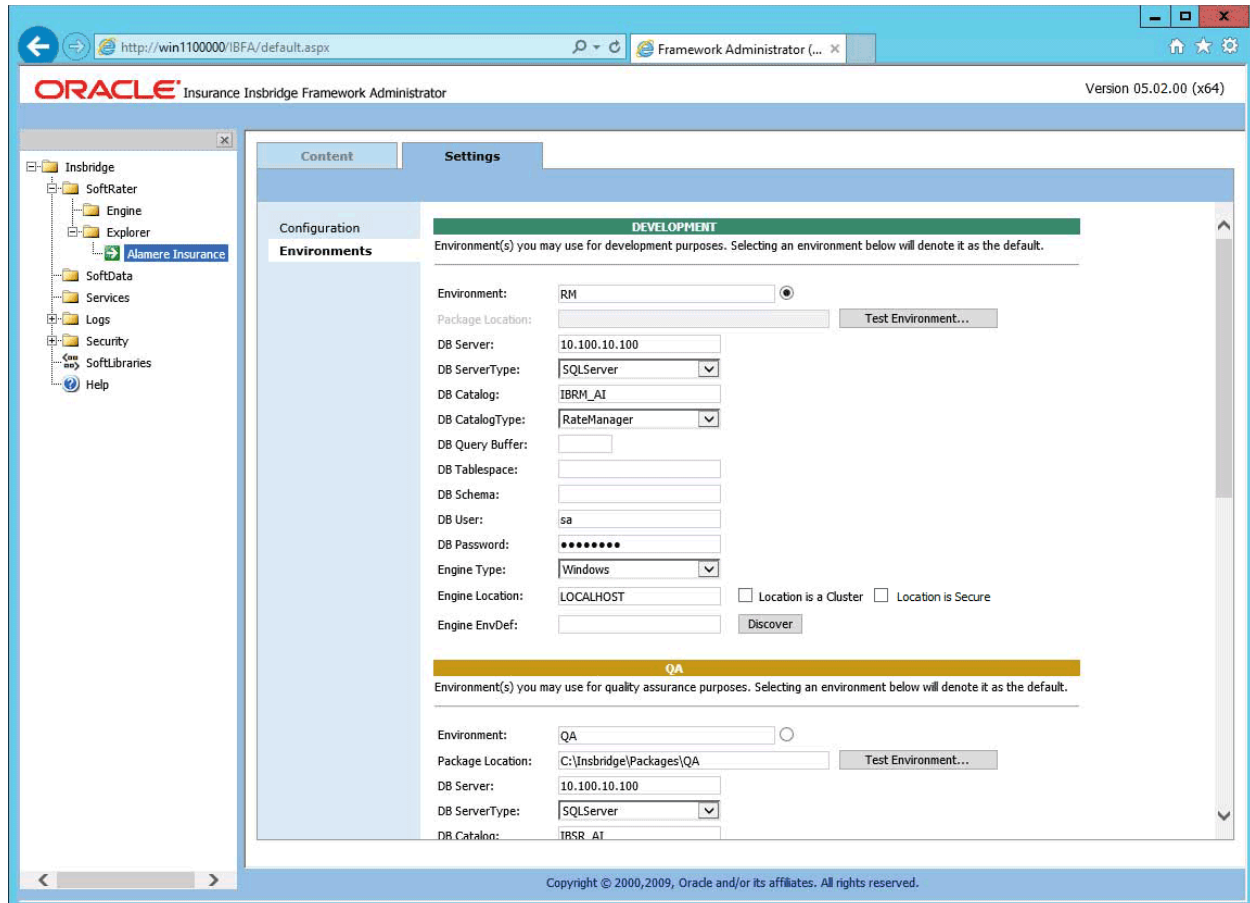 http://win1100000/IBFA/default.aspx
Framework Administrator (...
ORACLE Insurance Insbridge Framework Administrator
Version 05.02.00 (x64)
Insbridge
SoftRater
Engine
Explorer
Alamere Insurance
SoftData
Services
Logs
Security
SoftLibraries
Help
Content
Settings
Configuration
Environments
DEVELOPMENT
Environment(s) you may use for development purposes. Selecting an environment below will denote it as the default.
Environment: RM
Package Location: Test Environment...
DB Server: 10.100.10.100
DB ServerType: SQLServer
DB Catalog: IBRM_AI
DB CatalogType: RateManager
DB Query Buffer:
DB Tablespace:
DB Schema:
DB User: sa
DB Password: ••••••••
Engine Type: Windows
Engine Location: LOCALHOST Location is a Cluster Location is Secure
Engine EnvDef: Discover
QA
Environment(s) you may use for quality assurance purposes. Selecting an environment below will denote it as the default.
Environment: QA
Package Location: C:\Insbridge\Packages\QA Test Environment...
DB Server: 10.100.10.100
DB ServerType: SQLServer
DB Catalog: IBSR_AI
Copyright © 2000,2009, Oracle and/or its affiliates. All rights reserved.